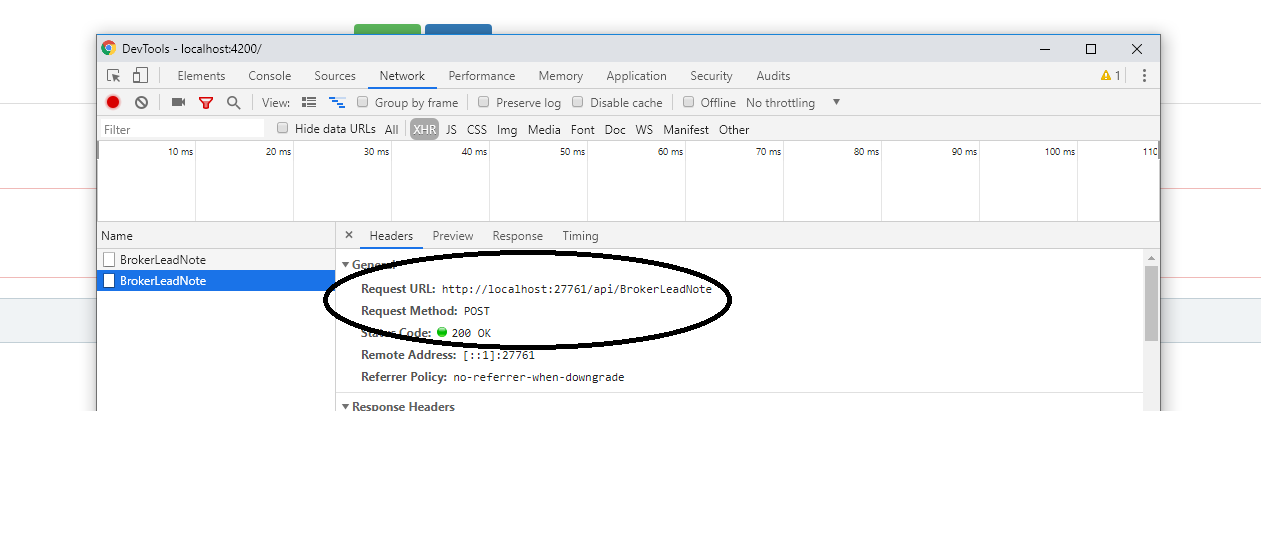 DevTools - localhost:4200/
Elements Console Sources Network Performance Memory Application Security Audits 1
View: Group by frame Preserve log Disable cache Offline No throttling
Filter Hide data URLs All XHR JS CSS Img Media Font Doc WS Manifest Other
10 ms 20 ms 30 ms 40 ms 50 ms 60 ms 70 ms 80 ms 90 ms 100 ms 110
Name Headers Preview Response Timing
BrokerLeadNote
BrokerLeadNote
General
Request URL: http://localhost:27761/api/BrokerLeadNote
Request Method: POST
Status Code: 200 OK
Remote Address: [::1]:27761
Referrer Policy: no-referrer-when-downgrade
Response Headers